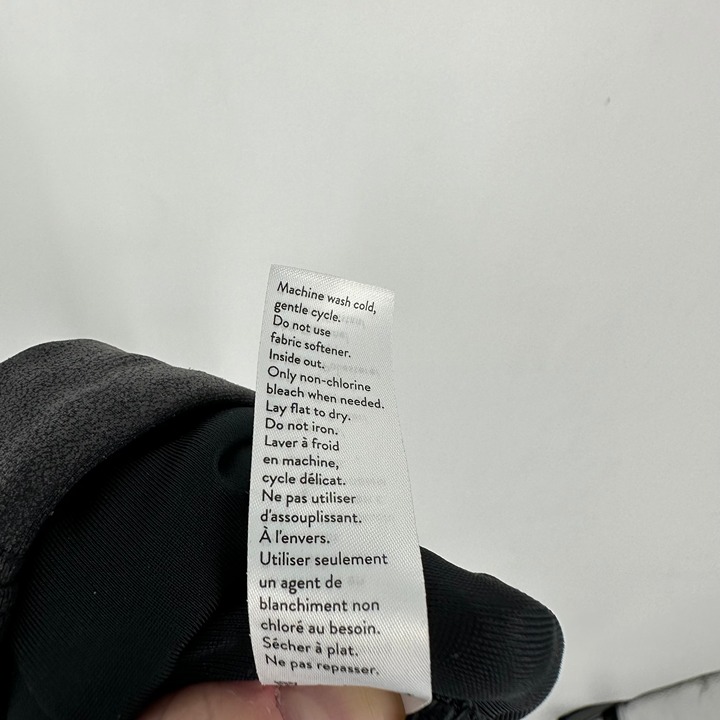 Machine wash cold,
gentle cycle.
Do not use
fabric softener.
Inside out.
Only non-chlorine
bleach when needed.
Lay flat to dry.
Do not iron.
Laver à froid
en machine,
cycle délicat.
Ne pas utiliser
d'assouplissant.
À l'envers.
Utiliser seulement
un agent de
blanchiment non
chloré au besoin.
Sécher à plat.
Ne pas repasser.